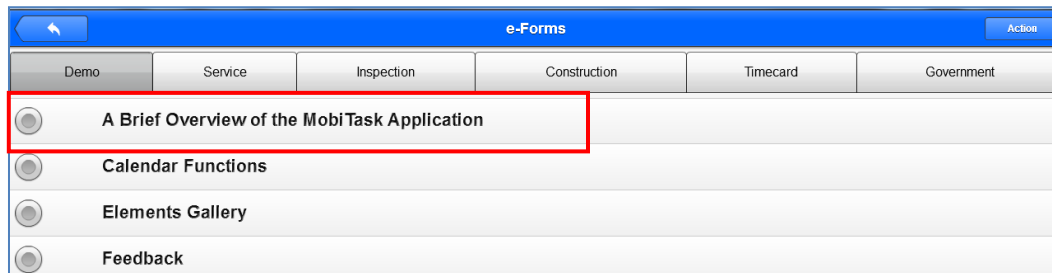 e-Forms
Action
Demo Service Inspection Construction Timecard Government
A Brief Overview of the MobiTask Application
Calendar Functions
Elements Gallery
Feedback